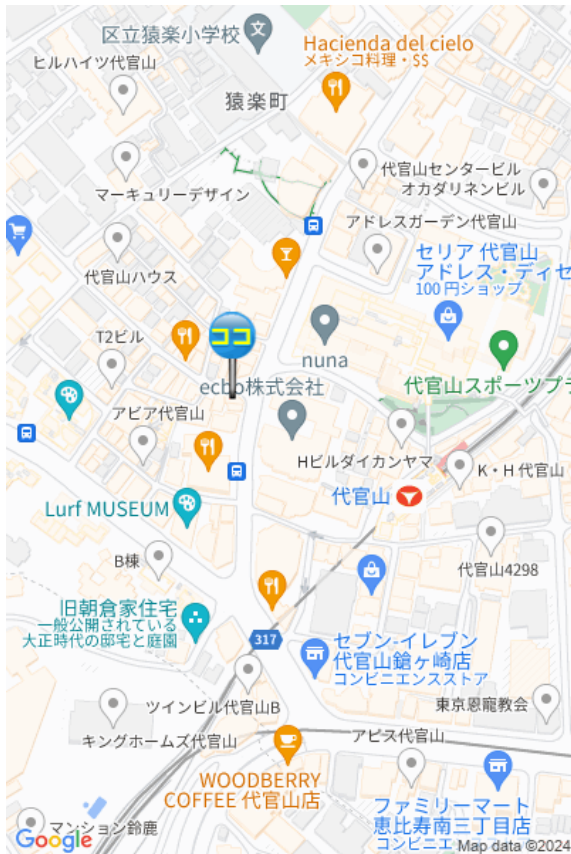 区立猿楽小学校
文
Hacienda del cielo
メキシコ料理・$$
ヒルハイツ代官山
猿楽町
代官山センタービル
オカダリネンビル
マーキュリーデザイン
アドレスガーデン代官山
セリア 代官山
アドレス・ディセ
100 円ショップ
代官山ハウス
T2ビル
ココ
nuna
ecbo株式会社
代官山スポーツプラ
アビア代官山
Hビルダイカンヤマ
K・H 代官山
代官山
Lurf MUSEUM
B棟
代官山4298
旧朝倉家住宅
一般公開されている
大正時代の邸宅と庭園
317
セブン-イレブン
代官山鎗ヶ崎店
コンビニエンスストア
ツインビル代官山B
東京恩寵教会
キングホームズ代官山
アピス代官山
WOODBERRY
COFFEE 代官山店
ファミリーマート
恵比寿南三丁目店
コンビニエ
マンション鈴鹿
Google
Map data ©2024